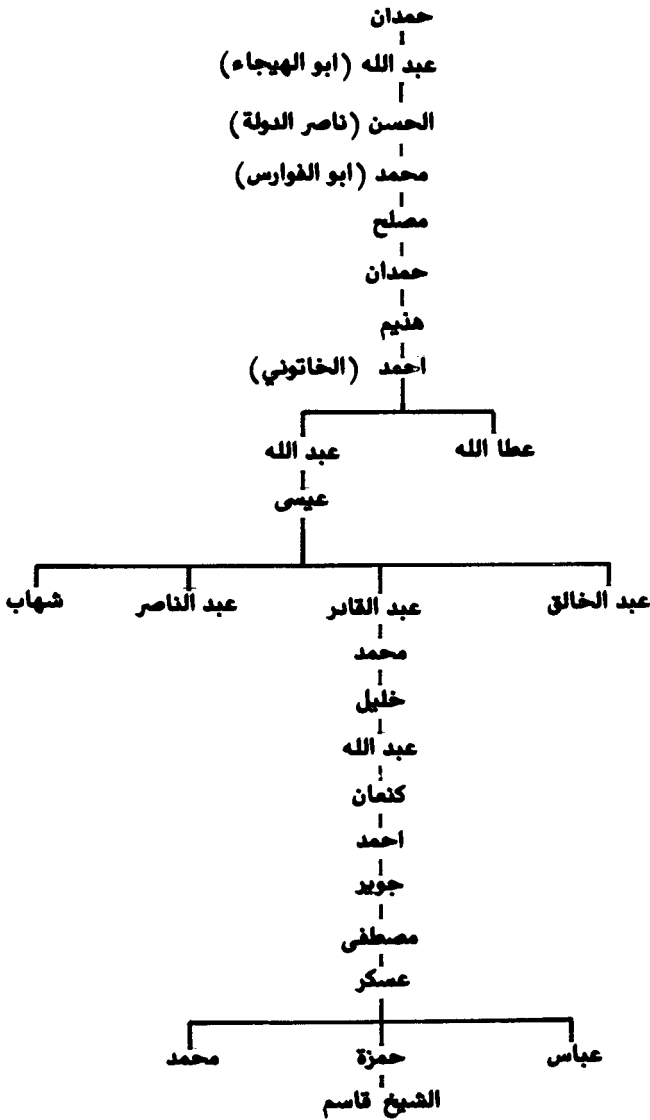 حمدان
عبد الله (ابو الهيجاء)
الحسن (ناصر الدولة)
محمد (ابو الفوارس)
مصلح
حمدان
هذيم
احمد (الخاتوني)
عطا الله
عبد الله
عيسى
عبد الخالق
عبد القادر
عبد الناصر
شهاب
محمد
خليل
عبد الله
كنعان
احمد
جوير
مصطفى
عسكر
عباس
حمزة
محمد
الشيخ قاسم